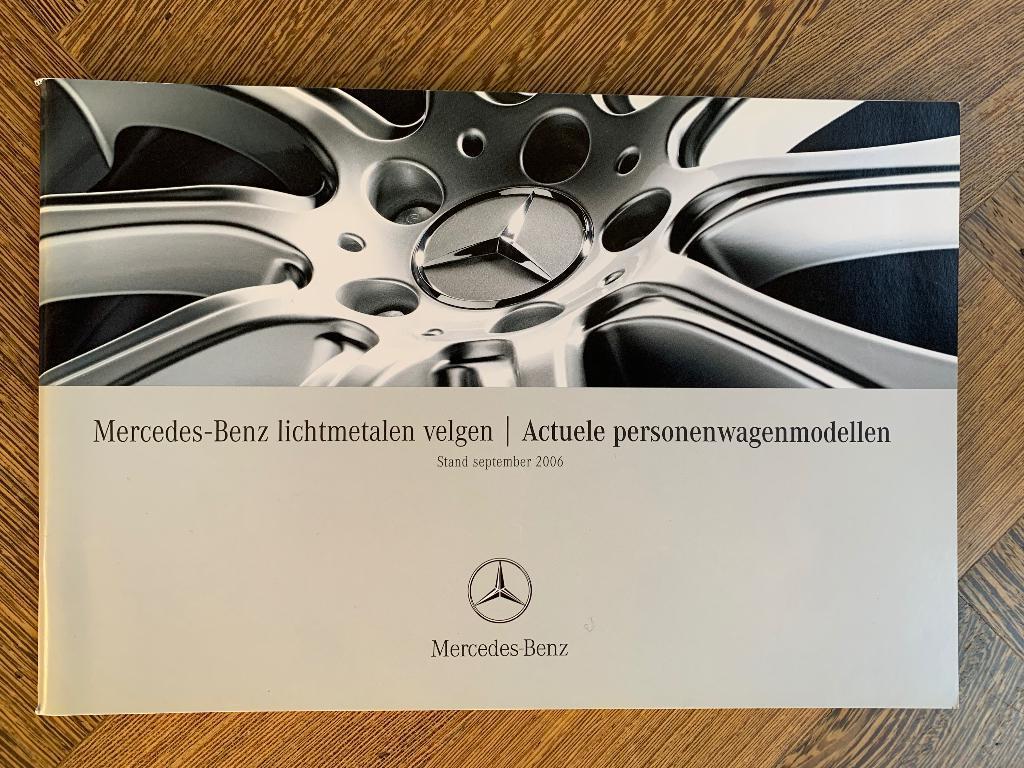 Mercedes-Benz lichtmetalen velgen | Actuele personenwagenmodellen
Stand september 2006
Mercedes-Benz